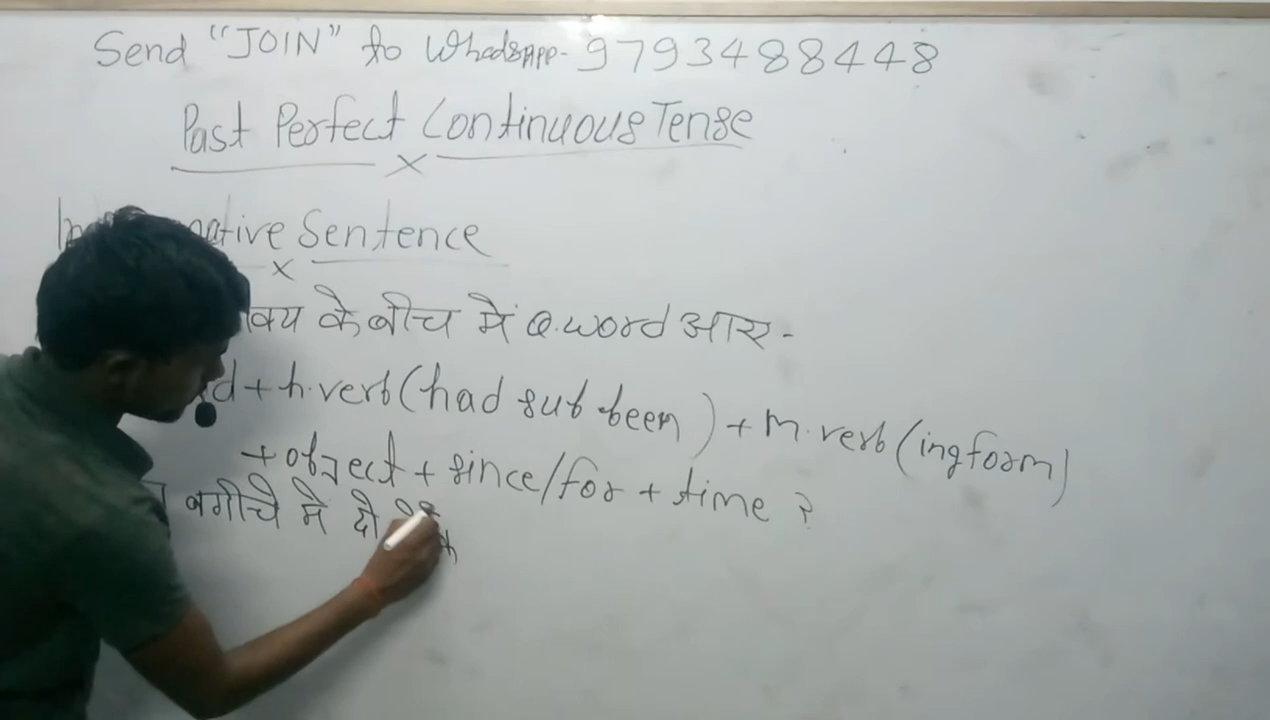 Send "JOIN" to WhatsApp- 9793488448
Past Perfect Continuous Tense
Sentence
के बीच में Q.word आए-
+ h.verb (had sub been) + m.verb (ing form)
+ object + since/for + time ?
बगीचे में दो